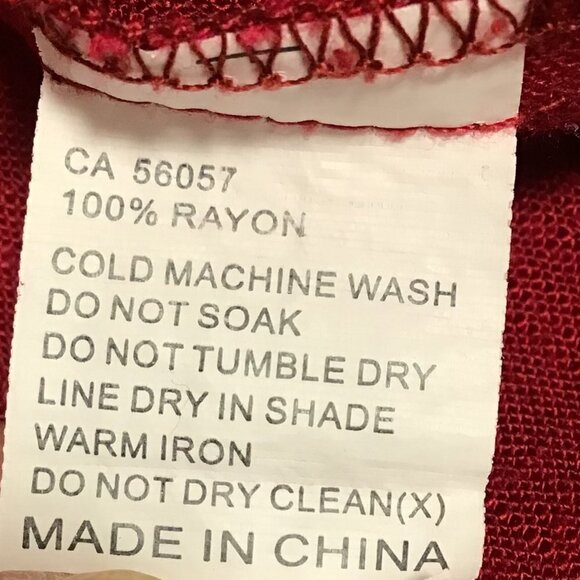 CA 56057
100% RAYON
COLD MACHINE WASH
DO NOT SOAK
DO NOT TUMBLE DRY
LINE DRY IN SHADE
WARM IRON
DO NOT DRY CLEAN(X)
MADE IN CHINA